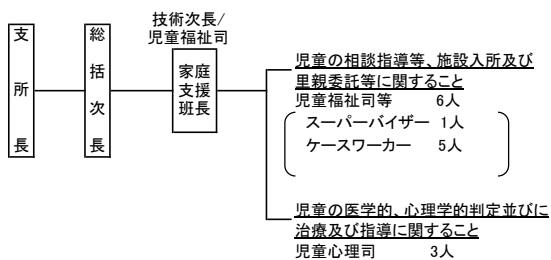 支所長
総括次長
技術次長/
児童福祉司
家庭
支援
班長
児童の相談指導等、施設入所及び
里親委託等に関すること
児童福祉司等 6人
スーパーバイザー 1人
ケースワーカー 5人
児童の医学的、心理学的判定並びに
治療及び指導に関すること
児童心理司 3人